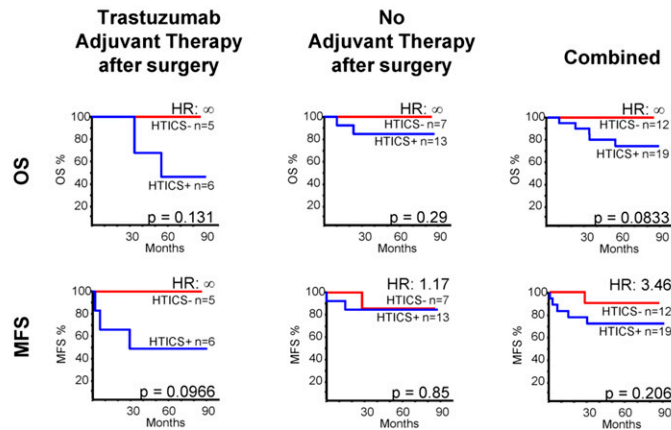 Trastuzumab
Adjuvant Therapy
after surgery
No
Adjuvant Therapy
after surgery
Combined
OS
OS %
100
80
60
40
20
HR: ∞
HTICS- n=5
HTICS+ n=6
p = 0.131
30 60 90
Months
OS %
100
80
60
40
20
HR: ∞
HTICS- n=7
HTICS+ n=13
p = 0.29
30 60 90
Months
OS %
100
80
60
40
20
HR: ∞
HTICS- n=12
HTICS+ n=19
p = 0.0833
30 60 90
Months
MFS
MFS %
100
80
60
40
20
HR: ∞
HTICS- n=5
HTICS+ n=6
p = 0.0966
30 60 90
Months
MFS %
100
80
60
40
20
HR: 1.17
HTICS- n=7
HTICS+ n=13
p = 0.85
30 60 90
Months
MFS %
100
80
60
40
20
HR: 3.46
HTICS- n=12
HTICS+ n=19
p = 0.206
30 60 90
Months